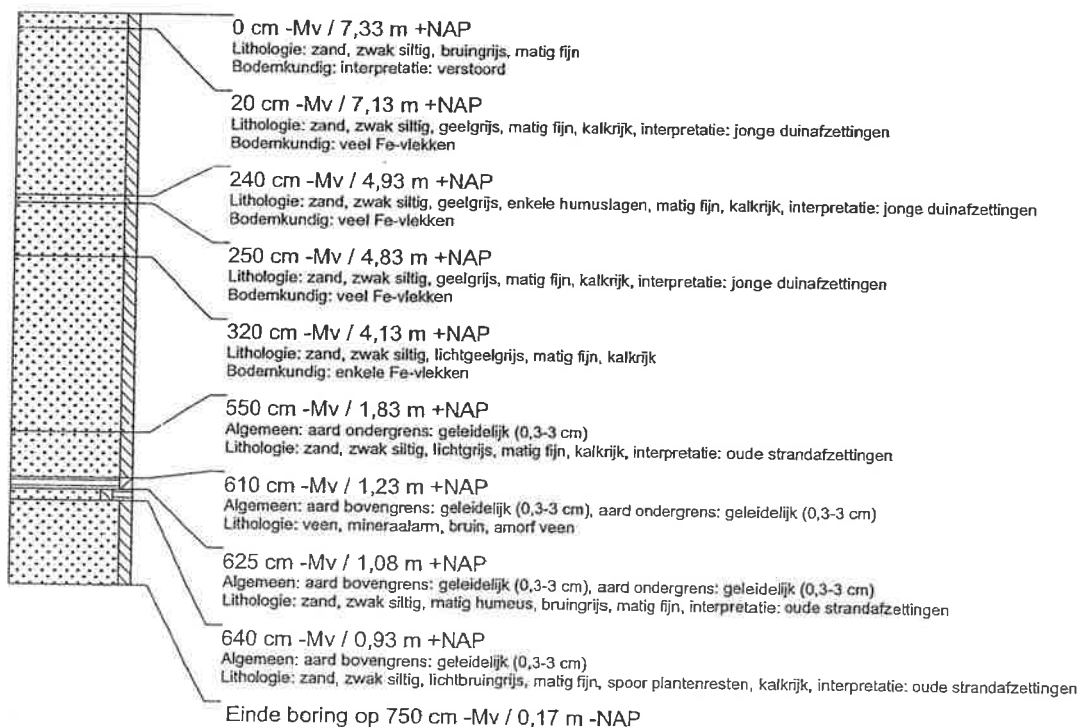 0 cm -Mv / 7,33 m +NAP
Lithologie: zand, zwak siltig, bruingrijs, matig fijn
Bodemkundig: interpretatie: verstoord
20 cm -Mv / 7,13 m +NAP
Lithologie: zand, zwak siltig, geelgrijs, matig fijn, kalkrijk, interpretatie: jonge duinafzettingen
Bodemkundig: veel Fe-vlekken
240 cm -Mv / 4,93 m +NAP
Lithologie: zand, zwak siltig, geelgrijs, enkele humuslagen, matig fijn, kalkrijk, interpretatie: jonge duinafzettingen
Bodemkundig: veel Fe-vlekken
250 cm -Mv / 4,83 m +NAP
Lithologie: zand, zwak siltig, geelgrijs, matig fijn, kalkrijk, interpretatie: jonge duinafzettingen
Bodemkundig: veel Fe-vlekken
320 cm -Mv / 4,13 m +NAP
Lithologie: zand, zwak siltig, lichtgeelgrijs, matig fijn, kalkrijk
Bodemkundig: enkele Fe-vlekken
550 cm -Mv / 1,83 m +NAP
Algemeen: aard ondergrens: geleidelijk (0,3-3 cm)
Lithologie: zand, zwak siltig, lichtgrijs, matig fijn, kalkrijk, interpretatie: oude strandafzettingen
610 cm -Mv / 1,23 m +NAP
Algemeen: aard bovengrens: geleidelijk (0,3-3 cm), aard ondergrens: geleidelijk (0,3-3 cm)
Lithologie: veen, mineraalarm, bruin, amorf veen
625 cm -Mv / 1,08 m +NAP
Algemeen: aard bovengrens: geleidelijk (0,3-3 cm), aard ondergrens: geleidelijk (0,3-3 cm)
Lithologie: zand, zwak siltig, matig humeus, bruingrijs, matig fijn, interpretatie: oude strandafzettingen
640 cm -Mv / 0,93 m +NAP
Algemeen: aard bovengrens: geleidelijk (0,3-3 cm)
Lithologie: zand, zwak siltig, lichtbruingrijs, matig fijn, spoor plantenresten, kalkrijk, interpretatie: oude strandafzettingen
Einde boring op 750 cm -Mv / 0,17 m -NAP